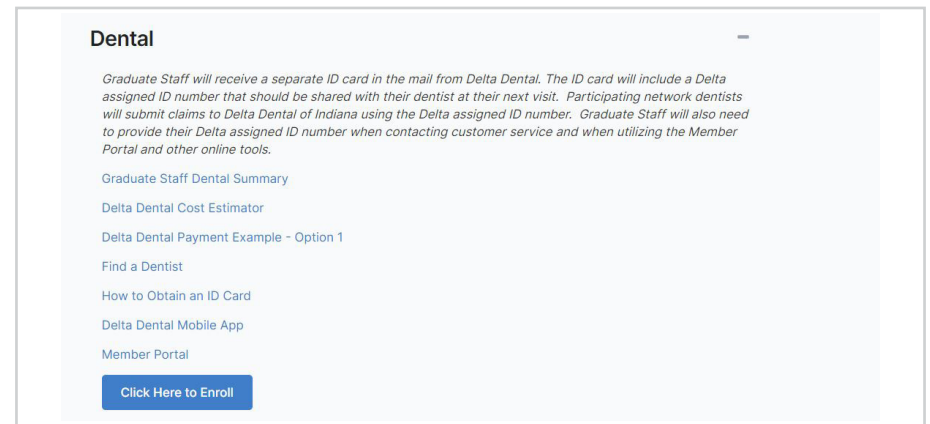 Dental
Graduate Staff will receive a separate ID card in the mail from Delta Dental. The ID card will include a Delta
assigned ID number that should be shared with their dentist at their next visit.  Participating network dentists
will submit claims to Delta Dental of Indiana using the Delta assigned ID number.  Graduate Staff will also need
to provide their Delta assigned ID number when contacting customer service and when utilizing the Member
Portal and other online tools.
Graduate Staff Dental Summary
Delta Dental Cost Estimator
Delta Dental Payment Example - Option 1
Find a Dentist
How to Obtain an ID Card
Delta Dental Mobile App
Member Portal
Click Here to Enroll